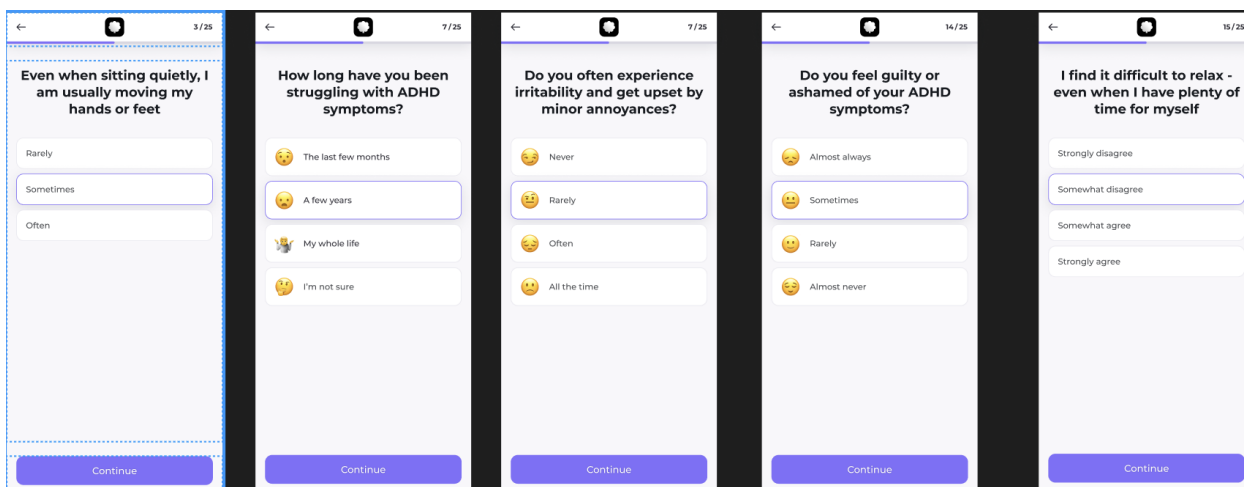 3 / 25
Even when sitting quietly, I
am usually moving my
hands or feet
Rarely
Sometimes
Often
Continue
7 / 25
How long have you been
struggling with ADHD
symptoms?
The last few months
A few years
My whole life
I'm not sure
Continue
7 / 25
Do you often experience
irritability and get upset by
minor annoyances?
Never
Rarely
Often
All the time
Continue
14 / 25
Do you feel guilty or
ashamed of your ADHD
symptoms?
Almost always
Sometimes
Rarely
Almost never
Continue
15 / 25
I find it difficult to relax -
even when I have plenty of
time for myself
Strongly disagree
Somewhat disagree
Somewhat agree
Strongly agree
Continue